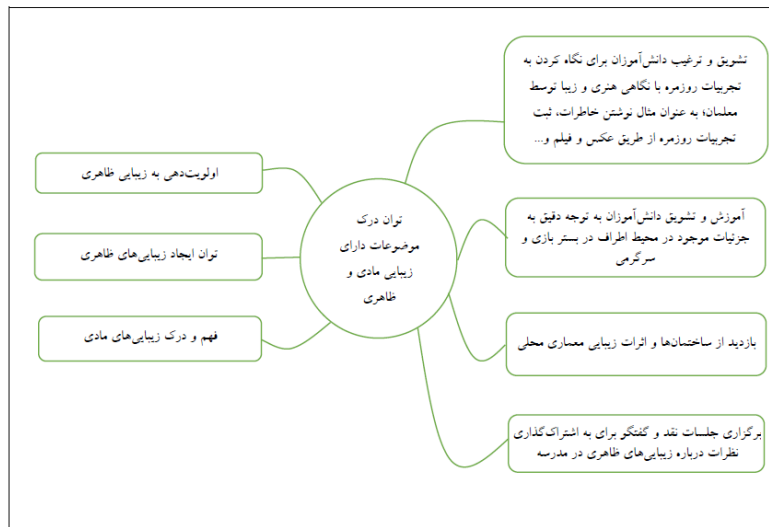 تشویق و ترغیب دانش‌آموزان برای نگاه کردن به
تجربیات روزمره با نگاهی هنری و زیبا توسط
معلمان؛ به عنوان مثال نوشتن خاطرات، ثبت
تجربیات روزمره از طریق عکس و فیلم و...
آموزش و تشویق دانش‌آموزان به توجه دقیق به
جزئیات موجود در محیط اطراف در بستر بازی و
سرگرمی
بازدید از ساختمان‌ها و اثرات زیبایی معماری محلی
برگزاری جلسات نقد و گفتگو برای به اشتراک‌گذاری
نظرات درباره زیبایی‌های ظاهری در مدرسه
توان درک
موضوعات دارای
زیبایی مادی و
ظاهری
اولویت‌دهی به زیبایی ظاهری
توان ایجاد زیبایی‌های ظاهری
فهم و درک زیبایی‌های مادی